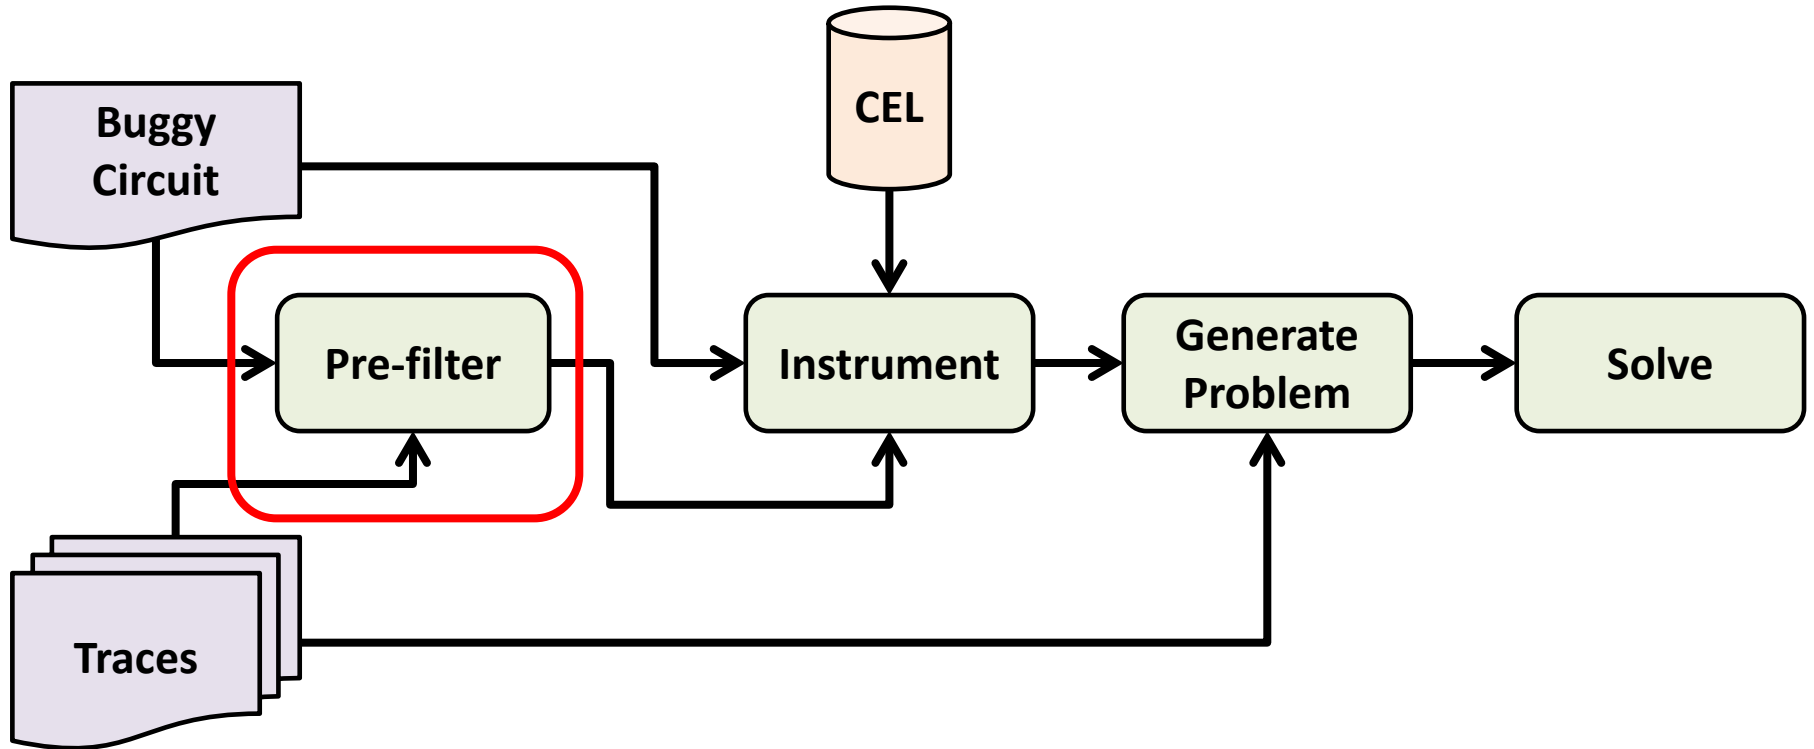 Buggy
Circuit
CEL
Pre-filter
Instrument
Generate
Problem
Solve
Traces